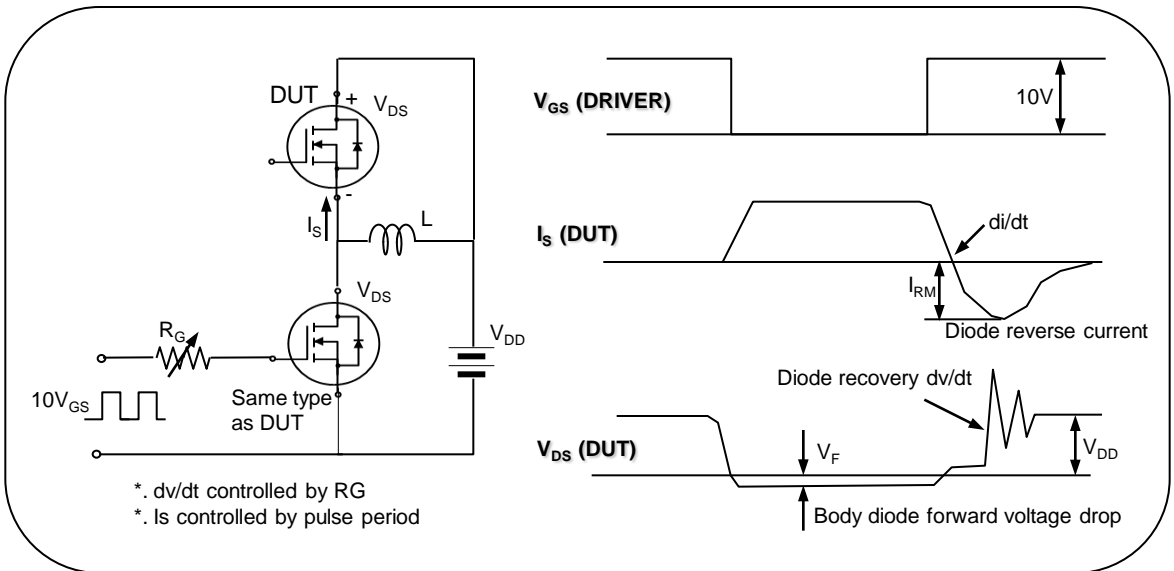 DUT
+
V_DS
-
I_S
L
V_DS
R_G
V_DD
10V_GS
Same type
as DUT
*. dv/dt controlled by RG
*. Is controlled by pulse period
V_GS (DRIVER)
10V
I_S (DUT)
di/dt
I_RM
Diode reverse current
Diode recovery dv/dt
V_DS (DUT)
V_F
V_DD
Body diode forward voltage drop